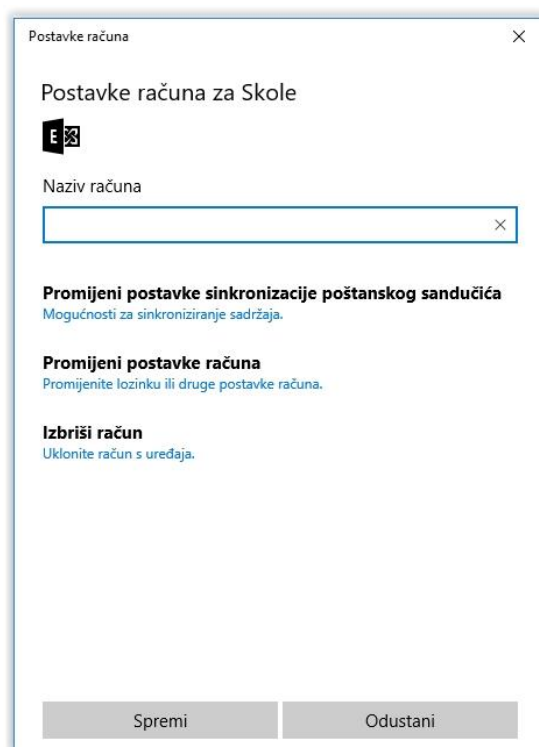 Postavke računa
Postavke računa za Skole
E
Naziv računa
Promijeni postavke sinkronizacije poštanskog sandučića
Mogućnosti za sinkroniziranje sadržaja.
Promijeni postavke računa
Promijenite lozinku ili druge postavke računa.
Izbriši račun
Uklonite račun s uređaja.
Spremi Odustani